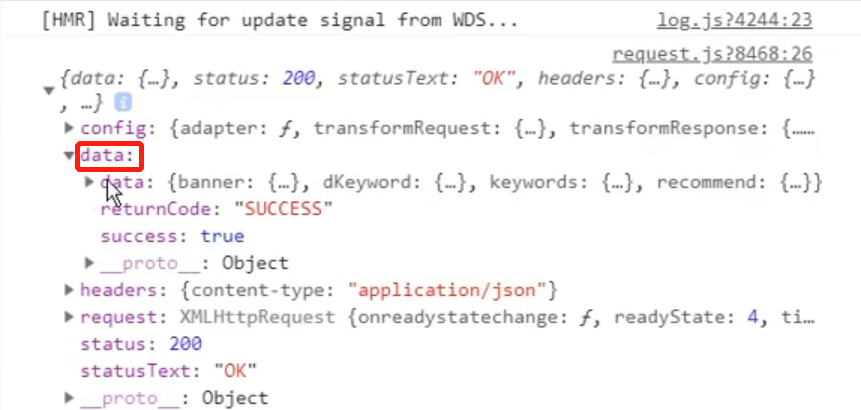 [HMR] Waiting for update signal from WDS... log.js?4244:23
request.js?8468:26
{data: {…}, status: 200, statusText: "OK", headers: {…}, config: {…}
, …} i
config: {adapter: ƒ, transformRequest: {…}, transformResponse: {……
data:
data: {banner: {…}, dKeyword: {…}, keywords: {…}, recommend: {…}}
returnCode: "SUCCESS"
success: true
__proto__: Object
headers: {content-type: "application/json"}
request: XMLHttpRequest {onreadystatechange: ƒ, readyState: 4, ti…
status: 200
statusText: "OK"
__proto__: Object